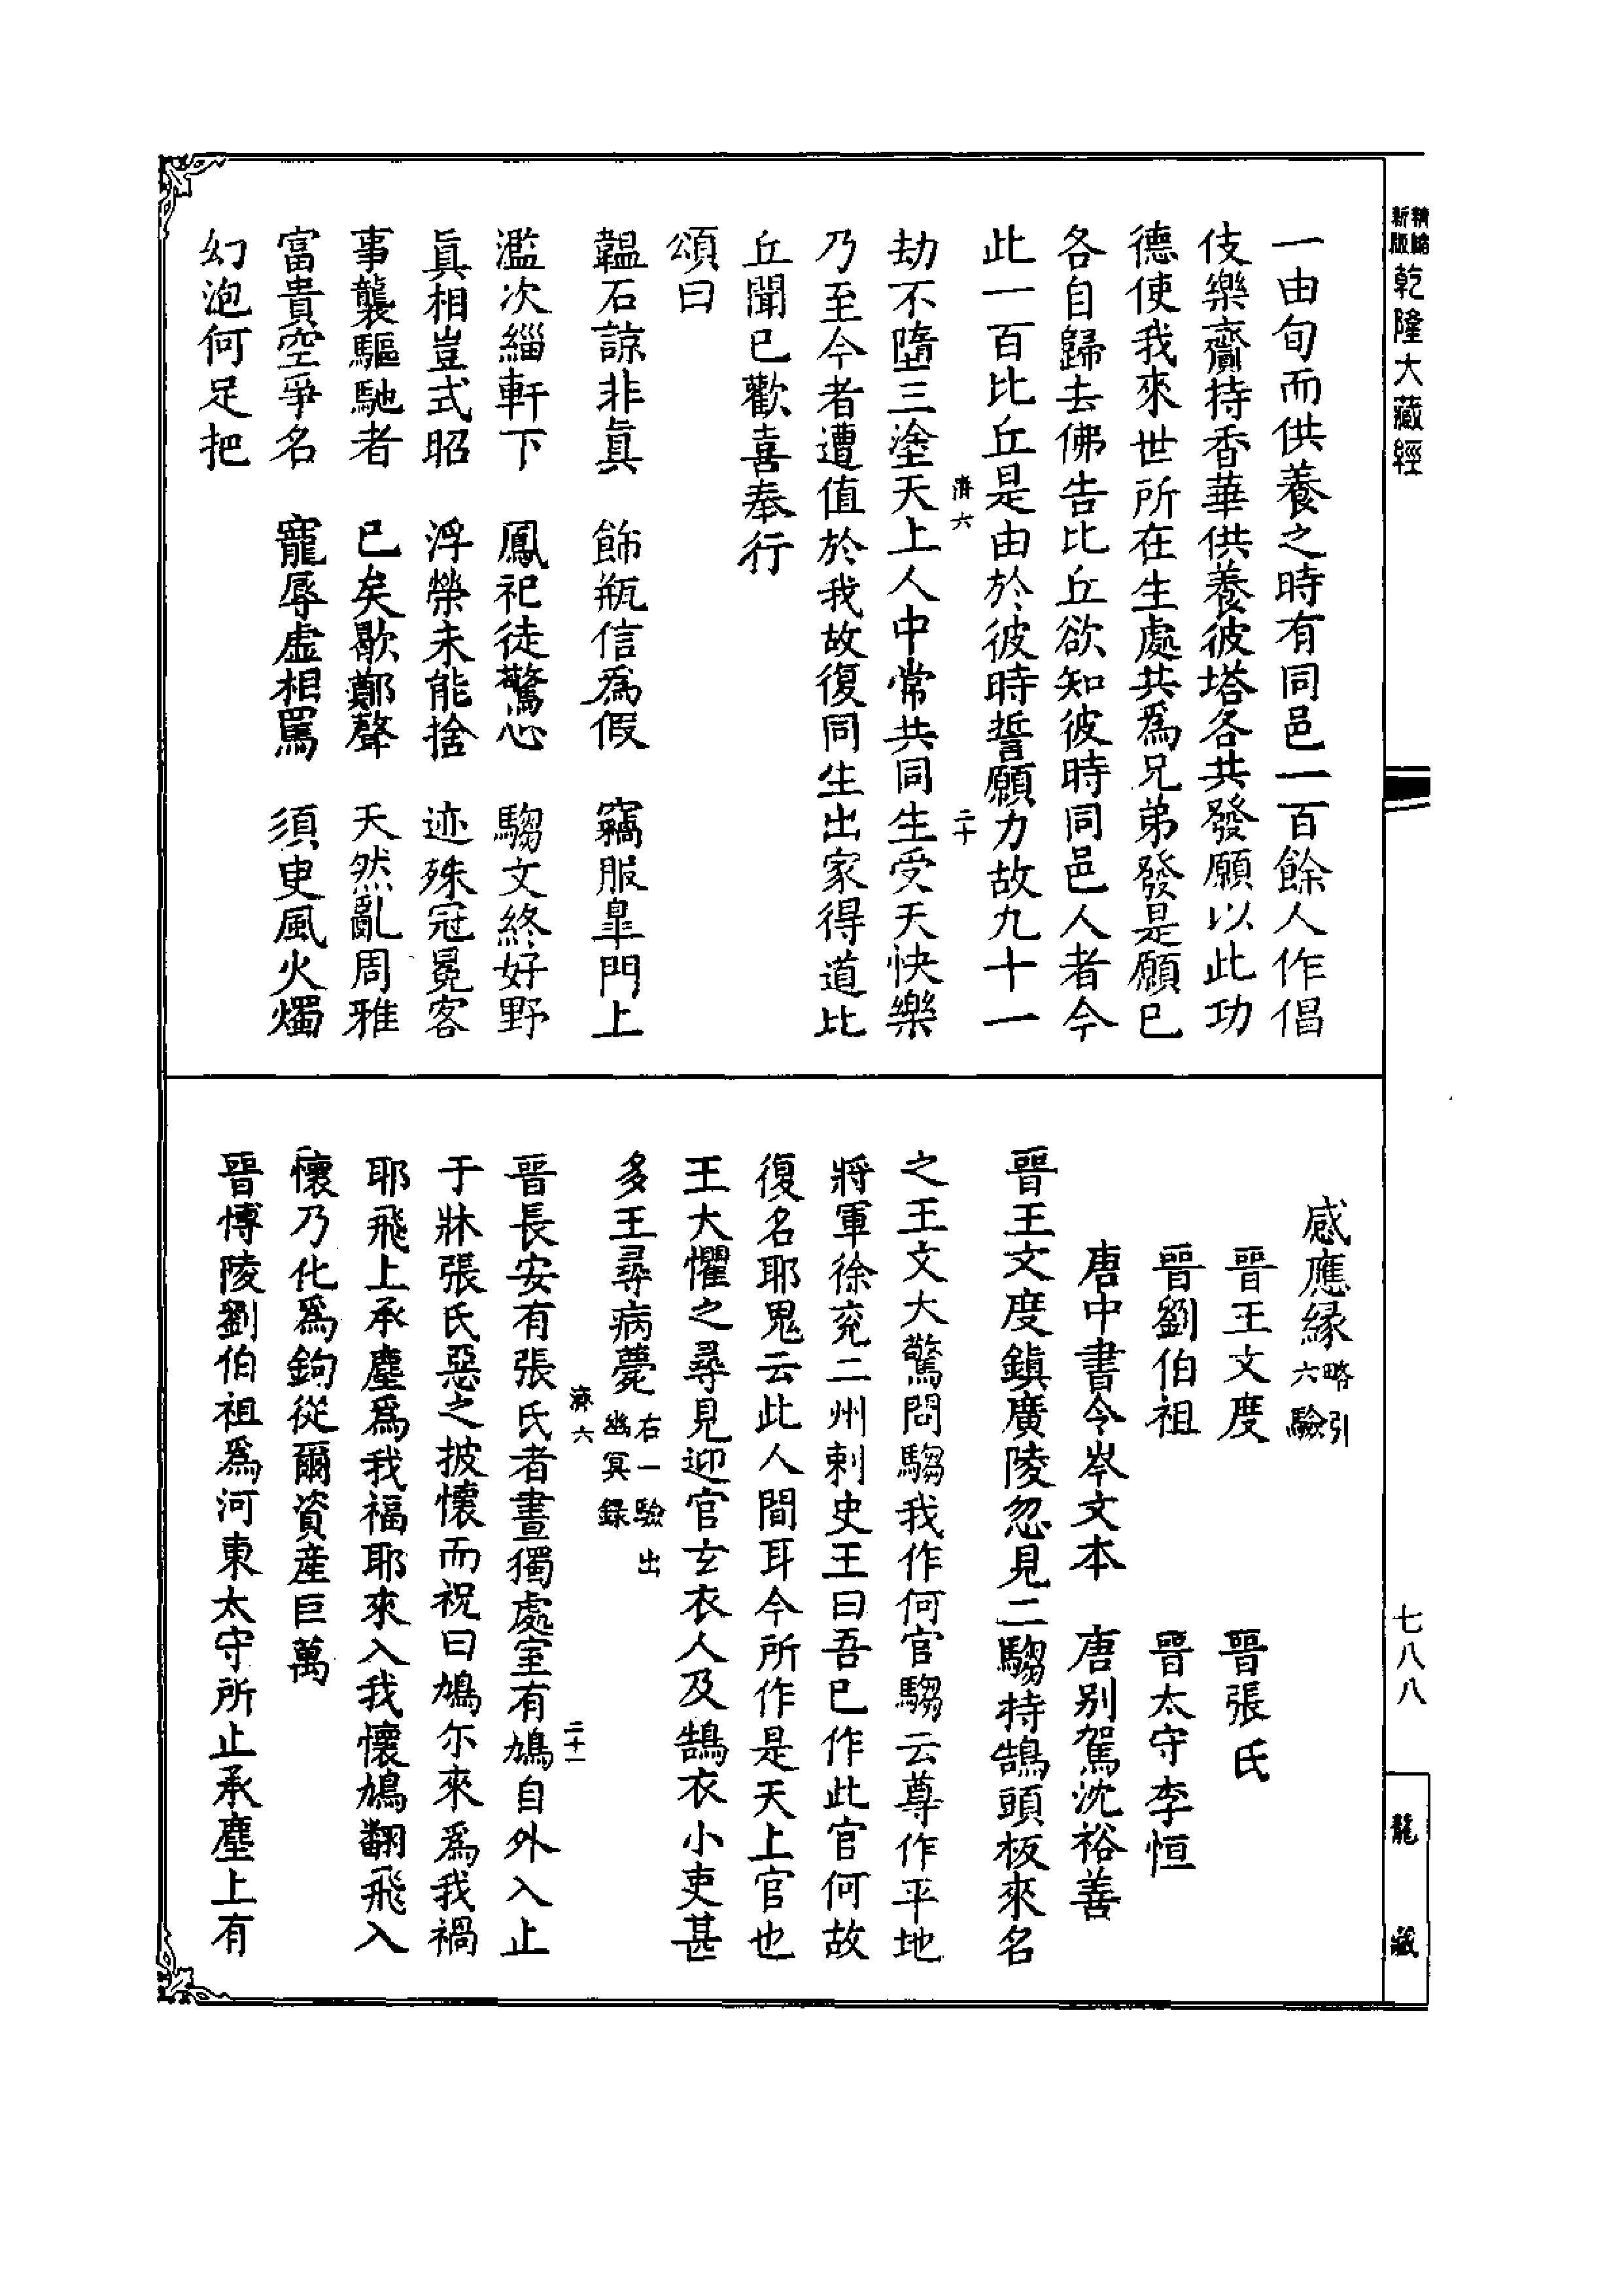 精縮新版乾隆大藏經
七八八
龍藏
一由旬而供養之時有同邑一百餘人作倡
伎樂齎持香華供養彼塔各共發願以此功
德使我來世所在生處共爲兄弟發是願已
各自歸去佛告比丘欲知彼時同邑人者今
此一百比丘是由於彼時誓願力故九十一
濟六 二十
劫不墮三塗天上人中常共同生受天快樂
乃至今者遭值於我故復同生出家得道比
丘聞已歡喜奉行
頌曰
韞石諒非眞 飾瓶信爲假 竊服臯門上
濫次緇軒下 鳳祀徒驚心 騶文終好野
眞相豈式昭 浮榮未能捨 迹殊冠冕客
事襲驅馳者 已矣歇鄭聲 天然亂周雅
富貴空爭名 寵辱虛相罵 須臾風火燭
幻泡何足把
感應緣略引六驗
晉王文度 晉張氏
晉劉伯祖 晉太守李恒
唐中書令岑文本 唐别駕沈裕善
晉王文度鎮廣陵忽見二騶持鵠頭板來名
之王文大驚問騶我作何官騶云尊作平地
將軍徐兖二州刺史王曰吾已作此官何故
復名耶鬼云此人間耳今所作是天上官也
王大懼之尋見迎官玄衣人及鵠衣小吏甚
多王尋病薨右一驗出幽冥錄
濟六 二十一
晉長安有張氏者晝獨處室有鳩自外入止
于牀張氏惡之披懷而祝曰鳩尓來爲我禍
耶飛上承塵爲我福耶來入我懷鳩翻飛入
懷乃化爲鉤從爾資産巨萬
晉博陵劉伯祖爲河東太守所止承塵上有